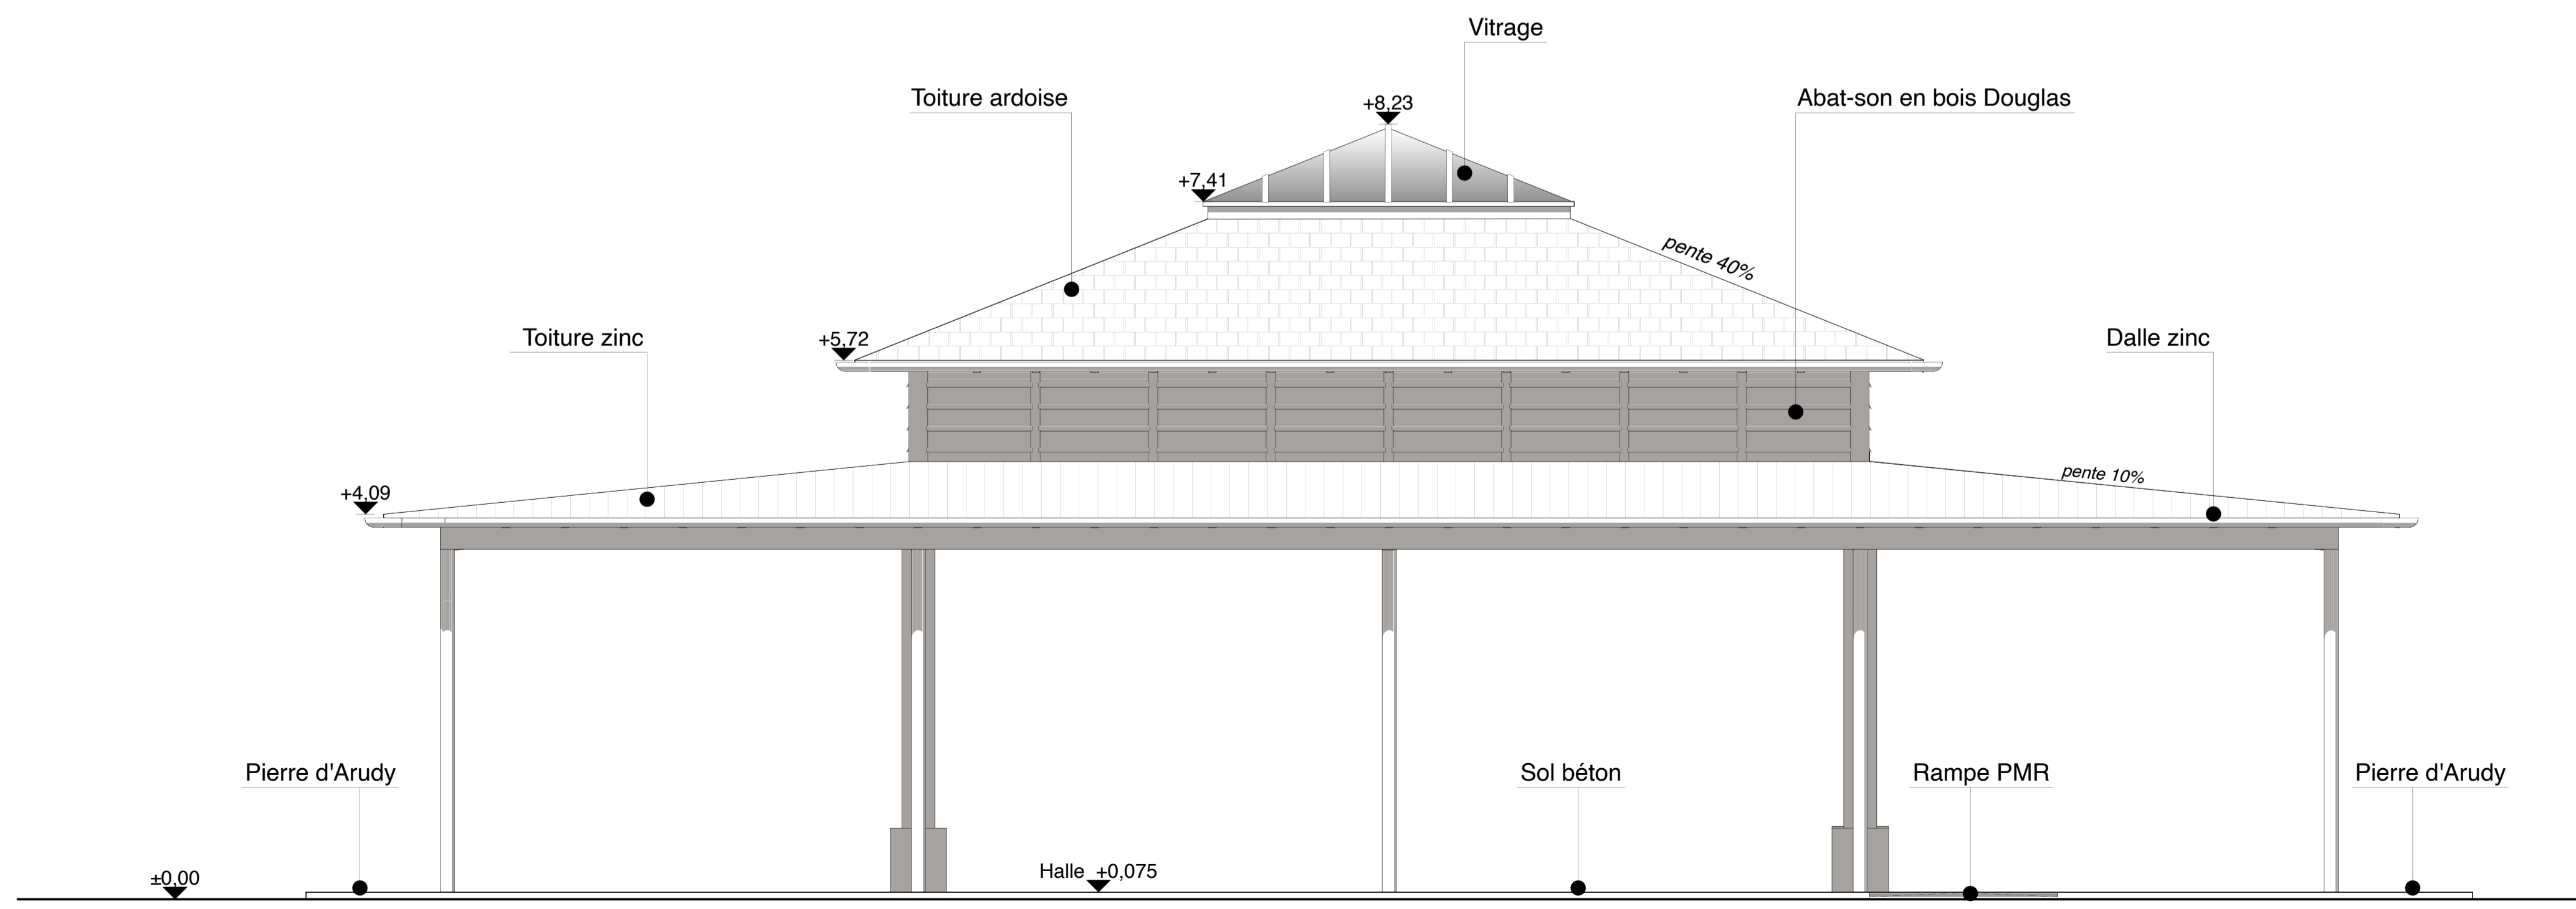 Vitrage
Toiture ardoise
+8,23
Abat-son en bois Douglas
+7,41
pente 40%
+5,72
Toiture zinc
Dalle zinc
pente 10%
+4,09
Pierre d'Arudy
Sol béton
Rampe PMR
Pierre d'Arudy
±0,00
Halle +0,075